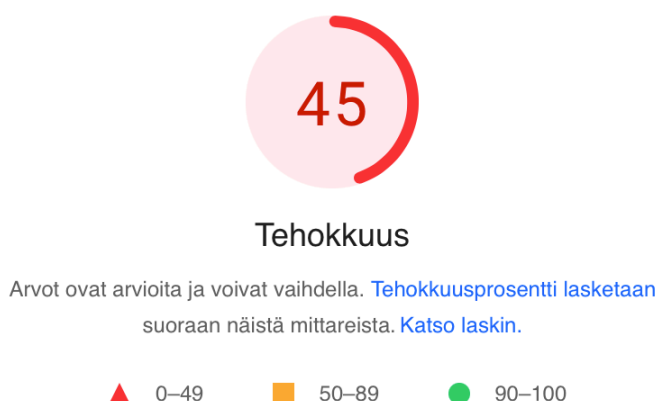 45
Tehokkuus
Arvot ovat arvioita ja voivat vaihdella. Tehokkuusprosentti lasketaan
suoraan näistä mittareista. Katso laskin.
0–49 50–89 90–100